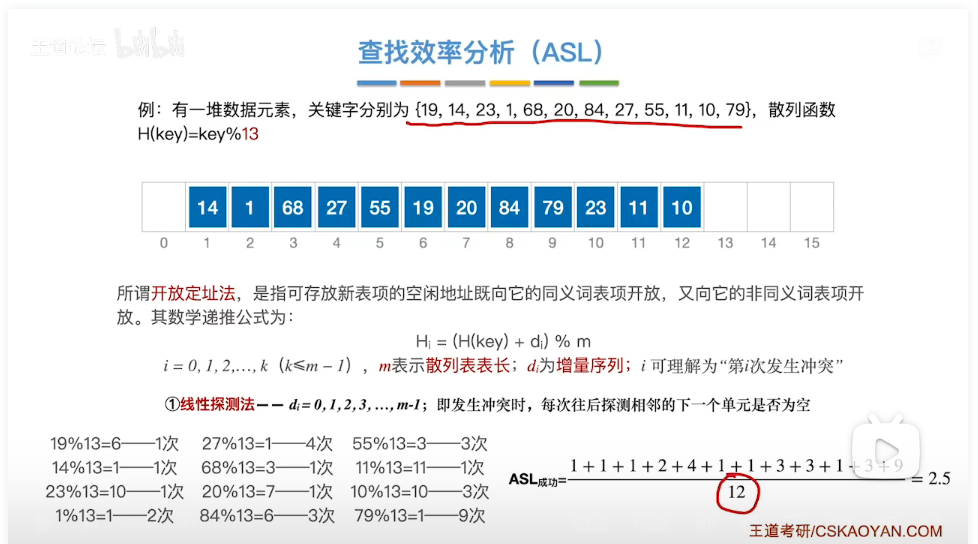 王道论坛 bilibili
查找效率分析（ASL）
例：有一堆数据元素，关键字分别为 {19, 14, 23, 1, 68, 20, 84, 27, 55, 11, 10, 79}，散列函数
H(key)=key%13
14 1 68 27 55 19 20 84 79 23 11 10
0 1 2 3 4 5 6 7 8 9 10 11 12 13 14 15
所谓开放定址法，是指可存放新表项的空闲地址既向它的同义词表项开放，又向它的非同义词表项开
放。其数学递推公式为：
Hᵢ = (H(key) + dᵢ) % m
i = 0, 1, 2,…, k（k≤m − 1），m表示散列表表长；dᵢ为增量序列；i 可理解为“第i次发生冲突”
①线性探测法—— dᵢ = 0, 1, 2, 3, …, m-1；即发生冲突时，每次往后探测相邻的下一个单元是否为空
19%13=6——1次 27%13=1——4次 55%13=3——3次
14%13=1——1次 68%13=3——1次 11%13=11——1次
23%13=10——1次 20%13=7——1次 10%13=10——3次
1%13=1——2次 84%13=6——3次 79%13=1——9次
ASL成功= 1 + 1 + 1 + 2 + 4 + 1 + 1 + 3 + 3 + 1 + 3 + 9
12
= 2.5
王道考研/CSKAOYAN.COM